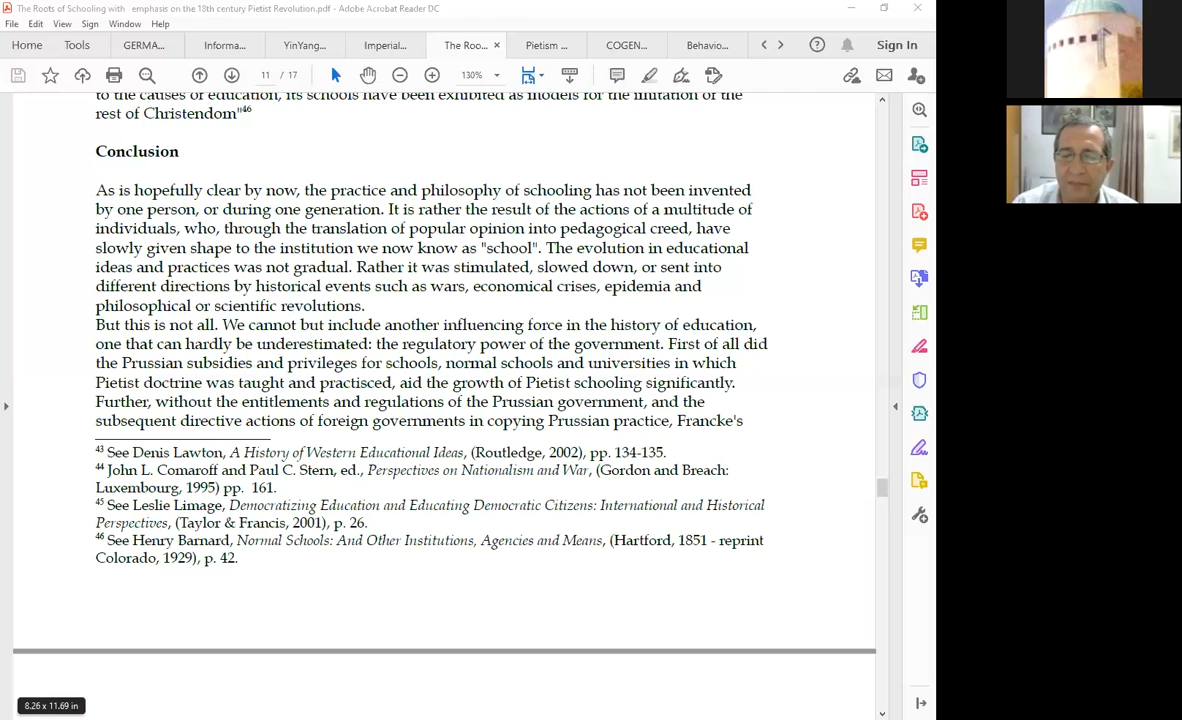 The Roots of Schooling with emphasis on the 18th century Pietist Revolution.pdf - Adobe Acrobat Reader DC
File Edit View Sign Window Help
Home Tools GERMA... Informa... YinYang... Imperial... The Roo... × Pietism ... COGEN... Behavio... Sign In
11 / 17 130%
to the causes of education, its schools have been exhibited as models for the imitation of the
rest of Christendom"46
Conclusion
As is hopefully clear by now, the practice and philosophy of schooling has not been invented
by one person, or during one generation. It is rather the result of the actions of a multitude of
individuals, who, through the translation of popular opinion into pedagogical creed, have
slowly given shape to the institution we now know as "school". The evolution in educational
ideas and practices was not gradual. Rather it was stimulated, slowed down, or sent into
different directions by historical events such as wars, economical crises, epidemia and
philosophical or scientific revolutions.
But this is not all. We cannot but include another influencing force in the history of education,
one that can hardly be underestimated: the regulatory power of the government. First of all did
the Prussian subsidies and privileges for schools, normal schools and universities in which
Pietist doctrine was taught and practisced, aid the growth of Pietist schooling significantly.
Further, without the entitlements and regulations of the Prussian government, and the
subsequent directive actions of foreign governments in copying Prussian practice, Francke's
43 See Denis Lawton, A History of Western Educational Ideas, (Routledge, 2002), pp. 134-135.
44 John L. Comaroff and Paul C. Stern, ed., Perspectives on Nationalism and War, (Gordon and Breach:
Luxembourg, 1995) pp. 161.
45 See Leslie Limage, Democratizing Education and Educating Democratic Citizens: International and Historical
Perspectives, (Taylor & Francis, 2001), p. 26.
46 See Henry Barnard, Normal Schools: And Other Institutions, Agencies and Means, (Hartford, 1851 - reprint
Colorado, 1929), p. 42.
8.26 x 11.69 in